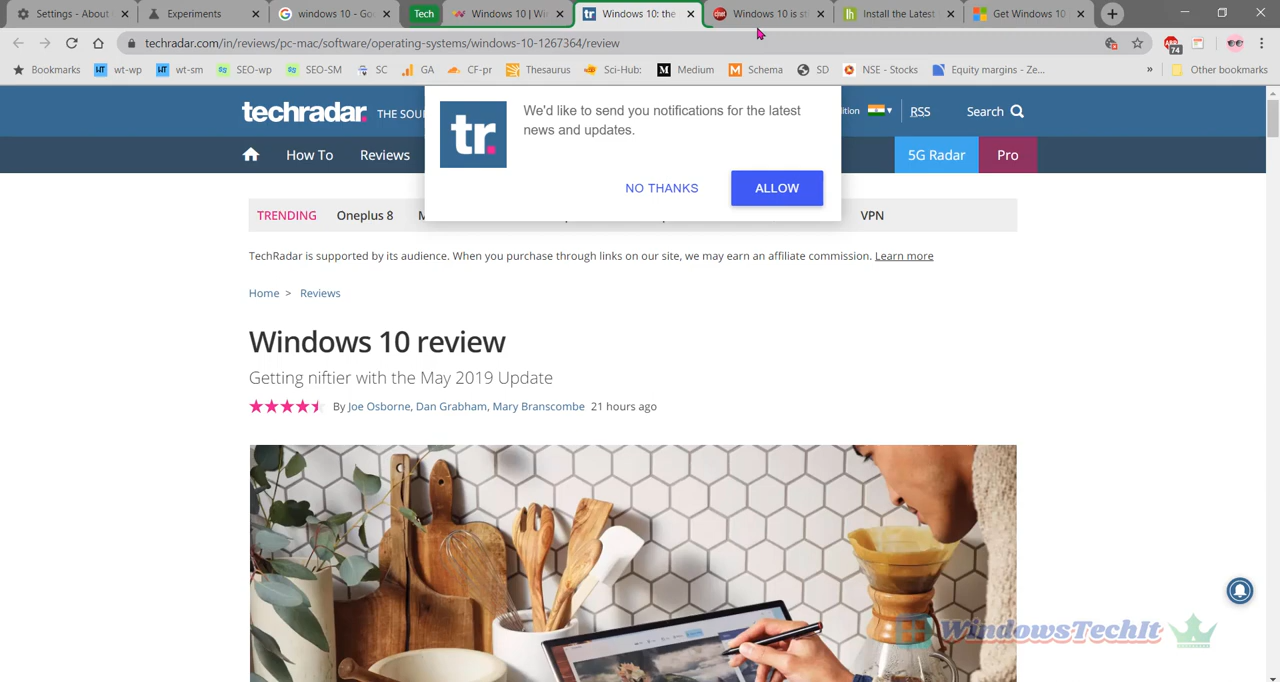 Settings - About
Experiments
windows 10 - Go
Tech
Windows 10 | Wi
Windows 10: the
Windows 10 is st
Install the Latest
Get Windows 10
techradar.com/in/reviews/pc-mac/software/operating-systems/windows-10-1267364/review
74
Bookmarks
wt-wp
wt-sm
SEO-wp
SEO-SM
SC
GA
CF-pr
Thesaurus
Sci-Hub:
Medium
Schema
SD
NSE - Stocks
Equity margins - Ze...
»
Other bookmarks
techradar. THE SOU
ition
RSS
Search
How To
Reviews
5G Radar
Pro
tr.
We'd like to send you notifications for the latest
news and updates.
NO THANKS
ALLOW
TRENDING
Oneplus 8
VPN
TechRadar is supported by its audience. When you purchase through links on our site, we may earn an affiliate commission. Learn more
Home > Reviews
Windows 10 review
Getting niftier with the May 2019 Update
By Joe Osborne, Dan Grabham, Mary Branscombe 21 hours ago
WindowsTechIt